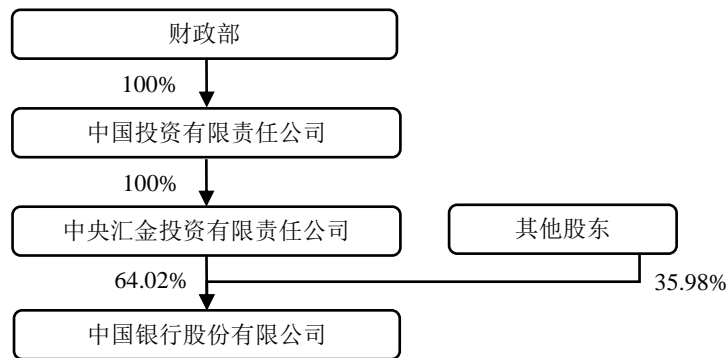 财政部
100%
中国投资有限责任公司
100%
中央汇金投资有限责任公司
其他股东
64.02%
35.98%
中国银行股份有限公司